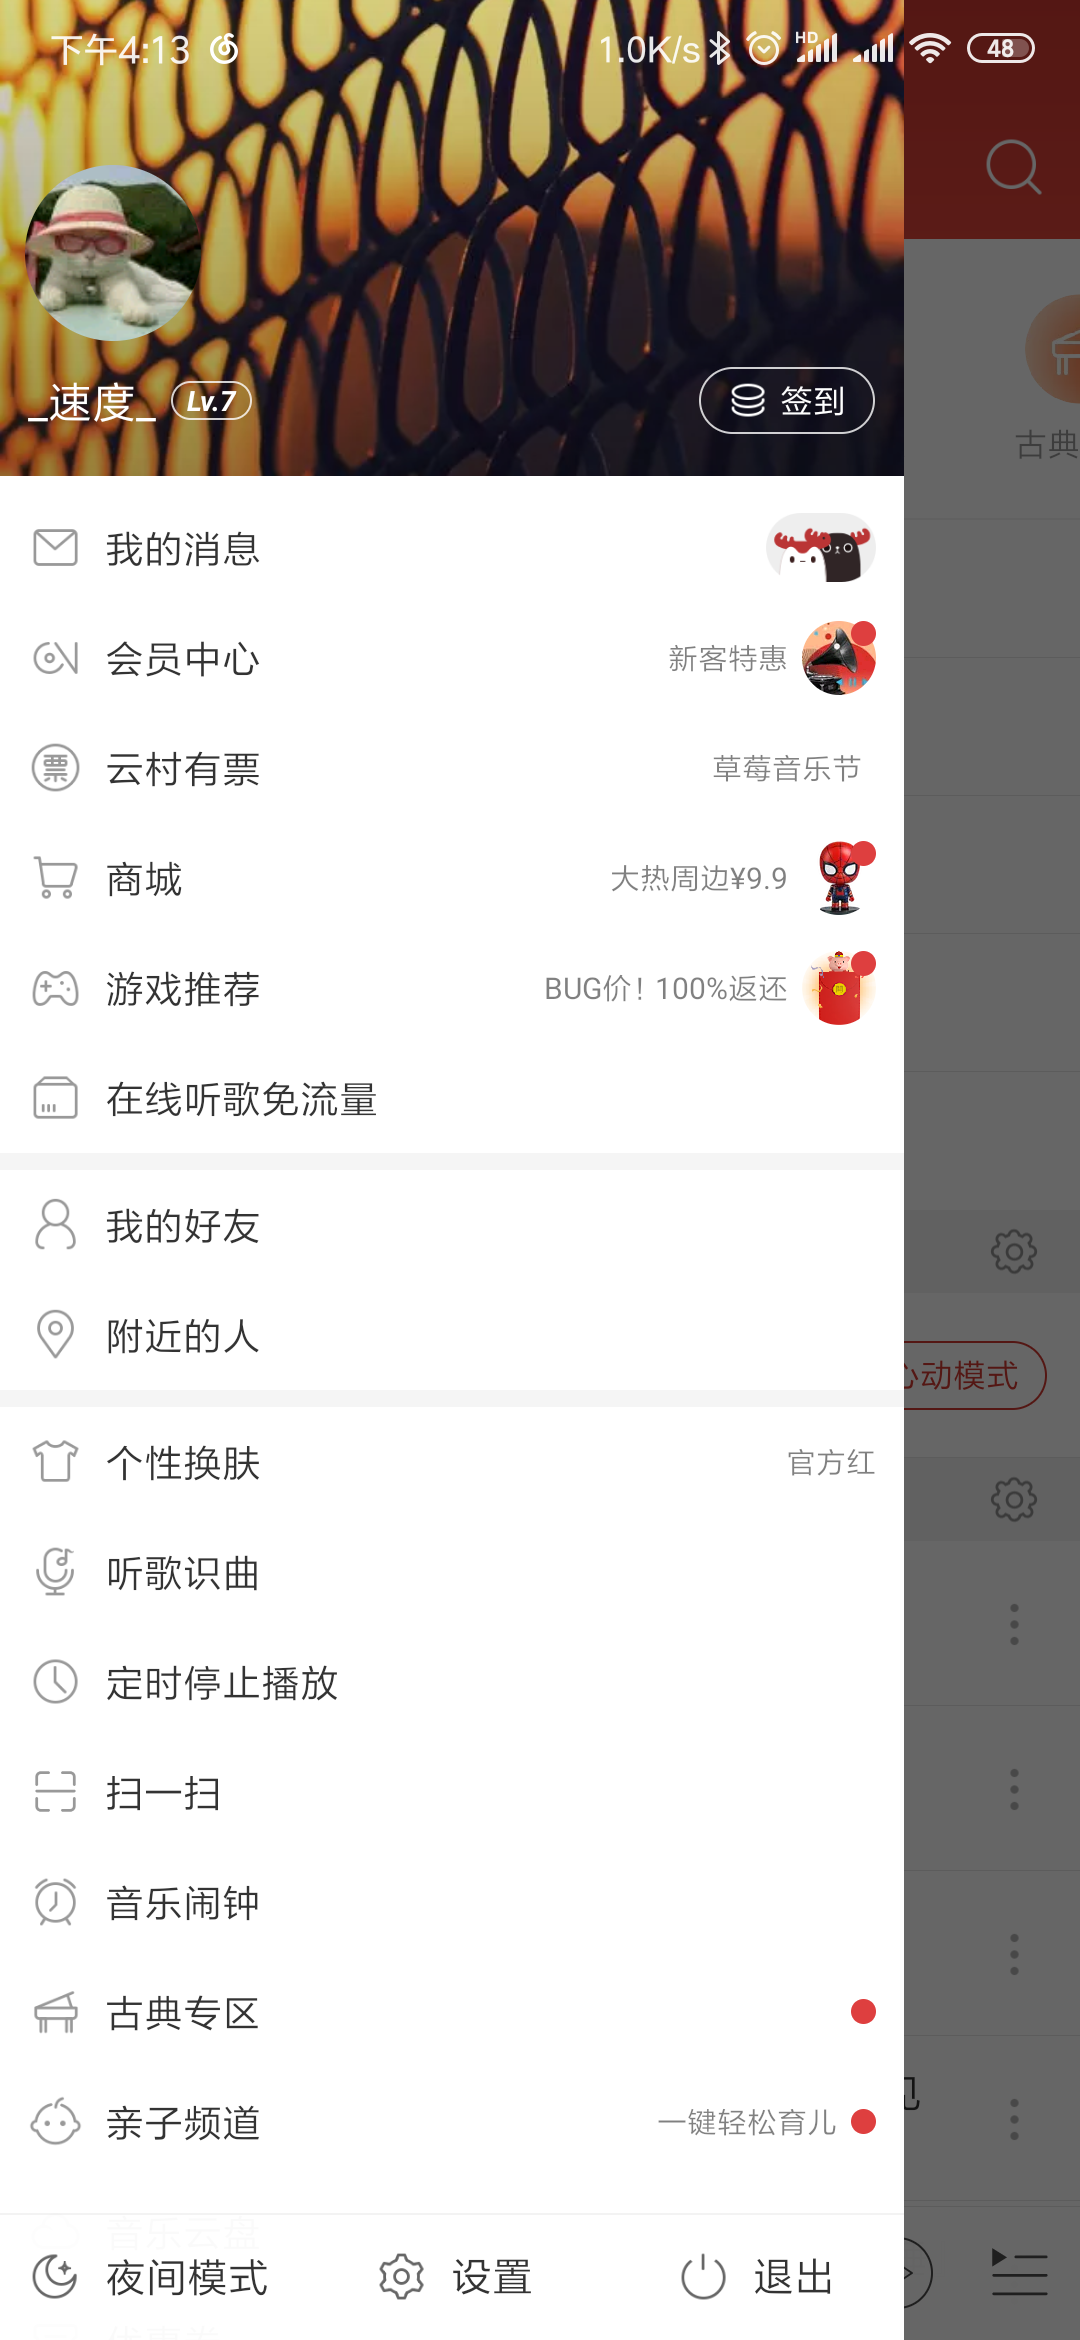 下午4:13 1.0K/s HD 48
古典
_速度_ Lv.7 签到
我的消息
会员中心 新客特惠
票 云村有票 草莓音乐节
商城 大热周边¥9.9
游戏推荐 BUG价！100%返还
在线听歌免流量
我的好友
附近的人
心动模式
个性换肤 官方红
听歌识曲
定时停止播放
扫一扫
音乐闹钟
古典专区
亲子频道 一键轻松育儿
音乐云盘
夜间模式 设置 退出